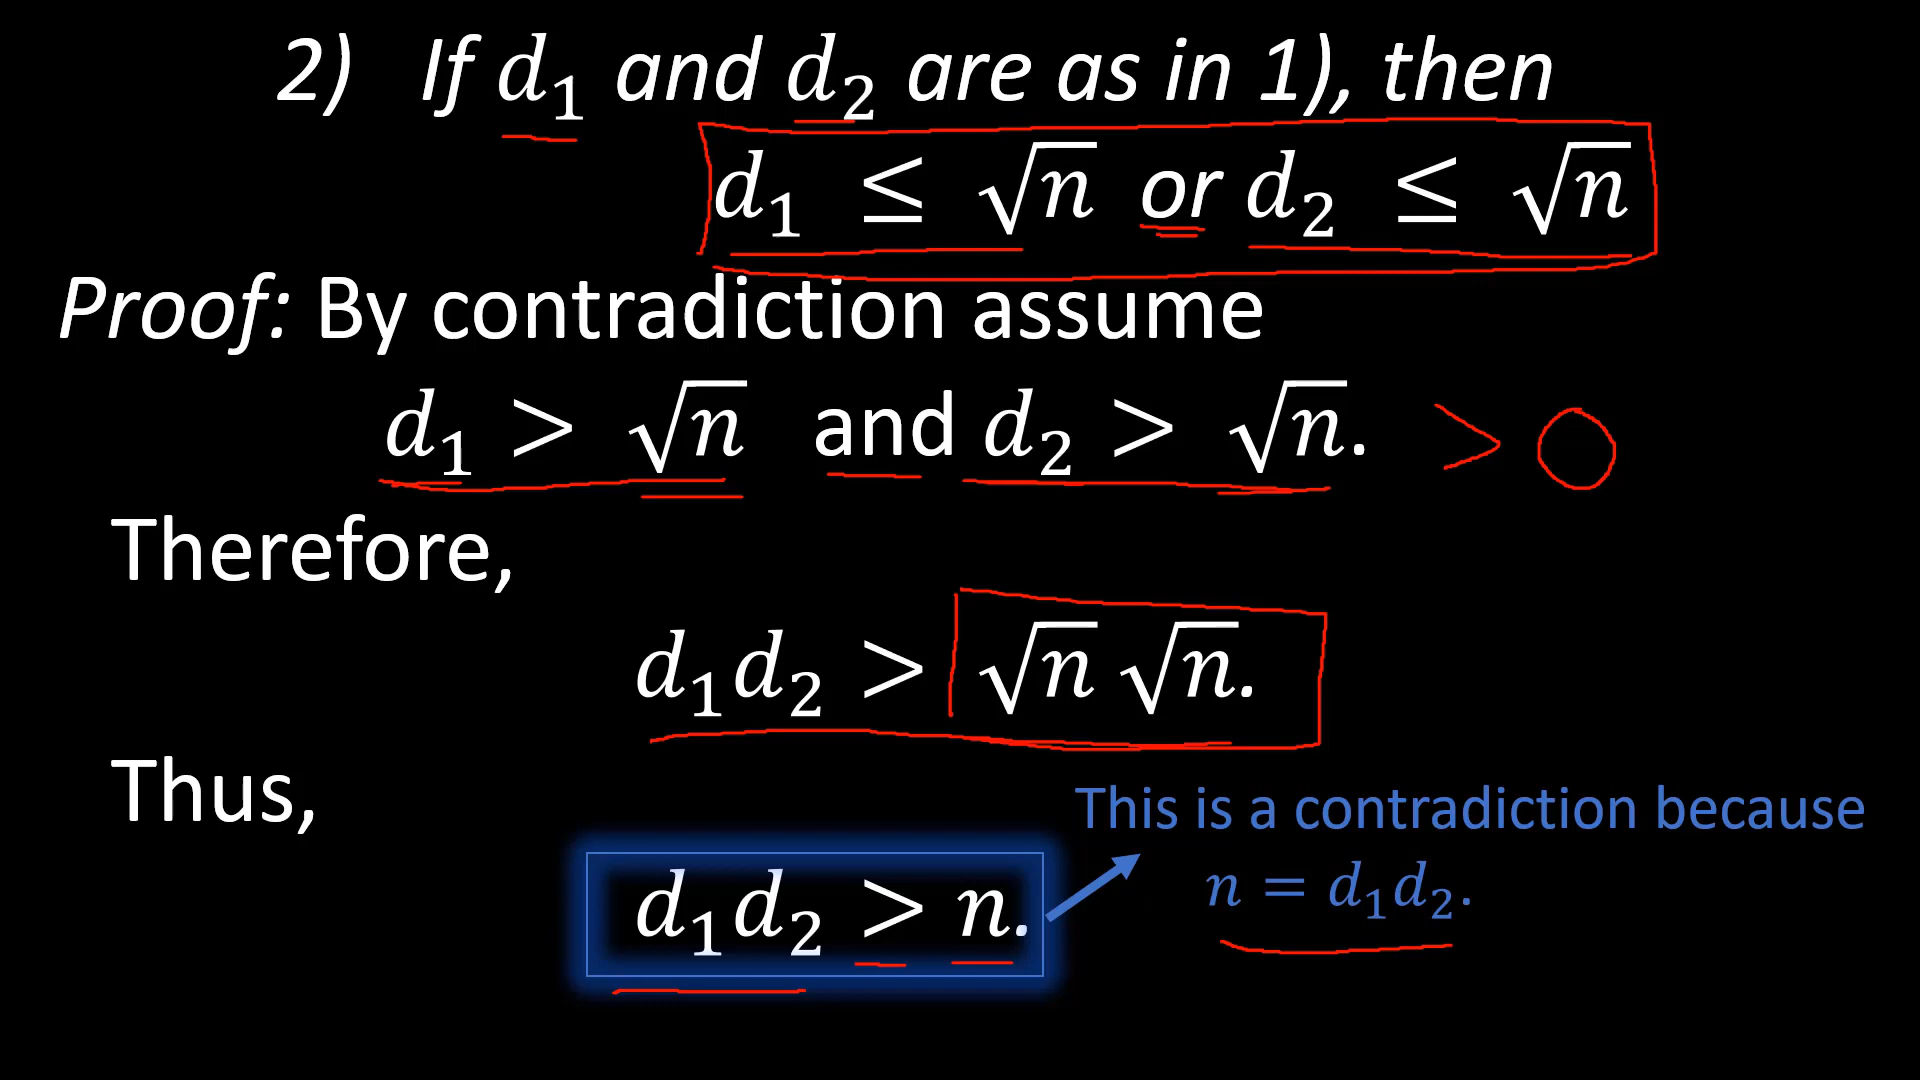 2) If d₁ and d₂ are as in 1), then
d₁ ≤ √n or d₂ ≤ √n
Proof: By contradiction assume
d₁ > √n and d₂ > √n. > 0
Therefore,
d₁d₂ > √n √n.
Thus,
d₁d₂ > n.
This is a contradiction because
n = d₁d₂.